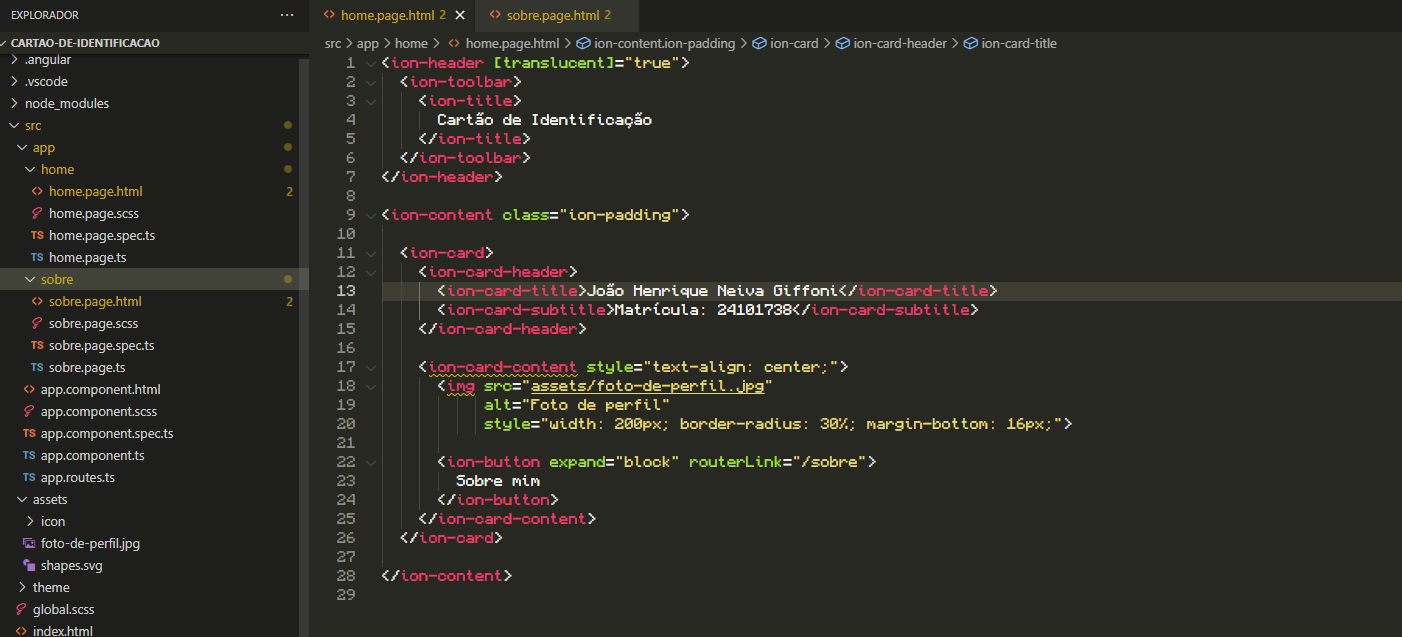 EXPLORADOR ···
CARTAO-DE-IDENTIFICACAO
.angular
.vscode
node_modules
src
app
home
home.page.html 2
home.page.scss
TS home.page.spec.ts
TS home.page.ts
sobre
sobre.page.html 2
sobre.page.scss
TS sobre.page.spec.ts
TS sobre.page.ts
app.component.html
app.component.scss
TS app.component.spec.ts
TS app.component.ts
TS app.routes.ts
assets
icon
foto-de-perfil.jpg
shapes.svg
theme
global.scss
index.html
home.page.html 2
sobre.page.html 2
src > app > home > home.page.html > ion-content.ion-padding > ion-card > ion-card-header > ion-card-title
1 <ion-header [translucent]="true">
2 <ion-toolbar>
3 <ion-title>
4 Cartão de Identificação
5 </ion-title>
6 </ion-toolbar>
7 </ion-header>
8
9 <ion-content class="ion-padding">
10
11 <ion-card>
12 <ion-card-header>
13 <ion-card-title>João Henrique Neiva Giffoni</ion-card-title>
14 <ion-card-subtitle>Matrícula: 24101738</ion-card-subtitle>
15 </ion-card-header>
16
17 <ion-card-content style="text-align: center;">
18 <img src="assets/foto-de-perfil.jpg"
19 alt="Foto de perfil"
20 style="width: 200px; border-radius: 30%; margin-bottom: 16px;">
21
22 <ion-button expand="block" routerLink="/sobre">
23 Sobre mim
24 </ion-button>
25 </ion-card-content>
26 </ion-card>
27
28 </ion-content>
29